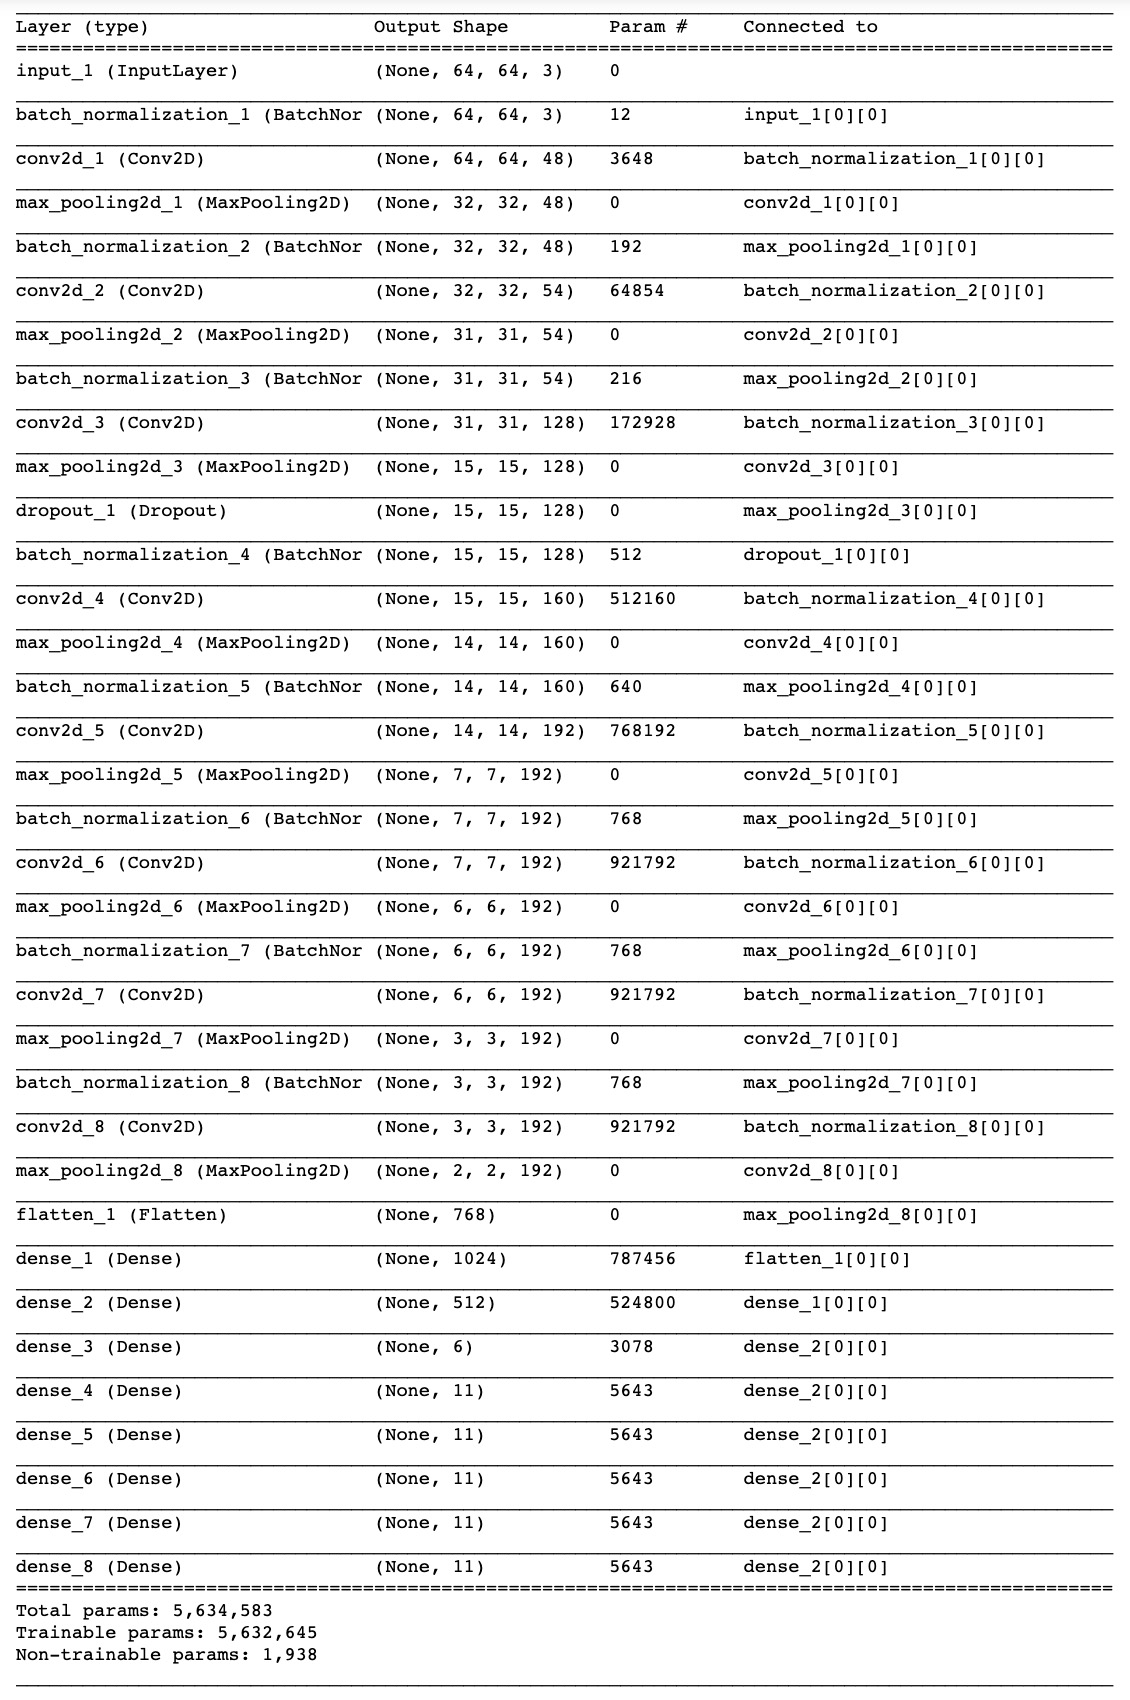 Layer (type) Output Shape Param # Connected to
input_1 (InputLayer) (None, 64, 64, 3) 0
batch_normalization_1 (BatchNor (None, 64, 64, 3) 12 input_1[0][0]
conv2d_1 (Conv2D) (None, 64, 64, 48) 3648 batch_normalization_1[0][0]
max_pooling2d_1 (MaxPooling2D) (None, 32, 32, 48) 0 conv2d_1[0][0]
batch_normalization_2 (BatchNor (None, 32, 32, 48) 192 max_pooling2d_1[0][0]
conv2d_2 (Conv2D) (None, 32, 32, 54) 64854 batch_normalization_2[0][0]
max_pooling2d_2 (MaxPooling2D) (None, 31, 31, 54) 0 conv2d_2[0][0]
batch_normalization_3 (BatchNor (None, 31, 31, 54) 216 max_pooling2d_2[0][0]
conv2d_3 (Conv2D) (None, 31, 31, 128) 172928 batch_normalization_3[0][0]
max_pooling2d_3 (MaxPooling2D) (None, 15, 15, 128) 0 conv2d_3[0][0]
dropout_1 (Dropout) (None, 15, 15, 128) 0 max_pooling2d_3[0][0]
batch_normalization_4 (BatchNor (None, 15, 15, 128) 512 dropout_1[0][0]
conv2d_4 (Conv2D) (None, 15, 15, 160) 512160 batch_normalization_4[0][0]
max_pooling2d_4 (MaxPooling2D) (None, 14, 14, 160) 0 conv2d_4[0][0]
batch_normalization_5 (BatchNor (None, 14, 14, 160) 640 max_pooling2d_4[0][0]
conv2d_5 (Conv2D) (None, 14, 14, 192) 768192 batch_normalization_5[0][0]
max_pooling2d_5 (MaxPooling2D) (None, 7, 7, 192) 0 conv2d_5[0][0]
batch_normalization_6 (BatchNor (None, 7, 7, 192) 768 max_pooling2d_5[0][0]
conv2d_6 (Conv2D) (None, 7, 7, 192) 921792 batch_normalization_6[0][0]
max_pooling2d_6 (MaxPooling2D) (None, 6, 6, 192) 0 conv2d_6[0][0]
batch_normalization_7 (BatchNor (None, 6, 6, 192) 768 max_pooling2d_6[0][0]
conv2d_7 (Conv2D) (None, 6, 6, 192) 921792 batch_normalization_7[0][0]
max_pooling2d_7 (MaxPooling2D) (None, 3, 3, 192) 0 conv2d_7[0][0]
batch_normalization_8 (BatchNor (None, 3, 3, 192) 768 max_pooling2d_7[0][0]
conv2d_8 (Conv2D) (None, 3, 3, 192) 921792 batch_normalization_8[0][0]
max_pooling2d_8 (MaxPooling2D) (None, 2, 2, 192) 0 conv2d_8[0][0]
flatten_1 (Flatten) (None, 768) 0 max_pooling2d_8[0][0]
dense_1 (Dense) (None, 1024) 787456 flatten_1[0][0]
dense_2 (Dense) (None, 512) 524800 dense_1[0][0]
dense_3 (Dense) (None, 6) 3078 dense_2[0][0]
dense_4 (Dense) (None, 11) 5643 dense_2[0][0]
dense_5 (Dense) (None, 11) 5643 dense_2[0][0]
dense_6 (Dense) (None, 11) 5643 dense_2[0][0]
dense_7 (Dense) (None, 11) 5643 dense_2[0][0]
dense_8 (Dense) (None, 11) 5643 dense_2[0][0]
Total params: 5,634,583
Trainable params: 5,632,645
Non-trainable params: 1,938